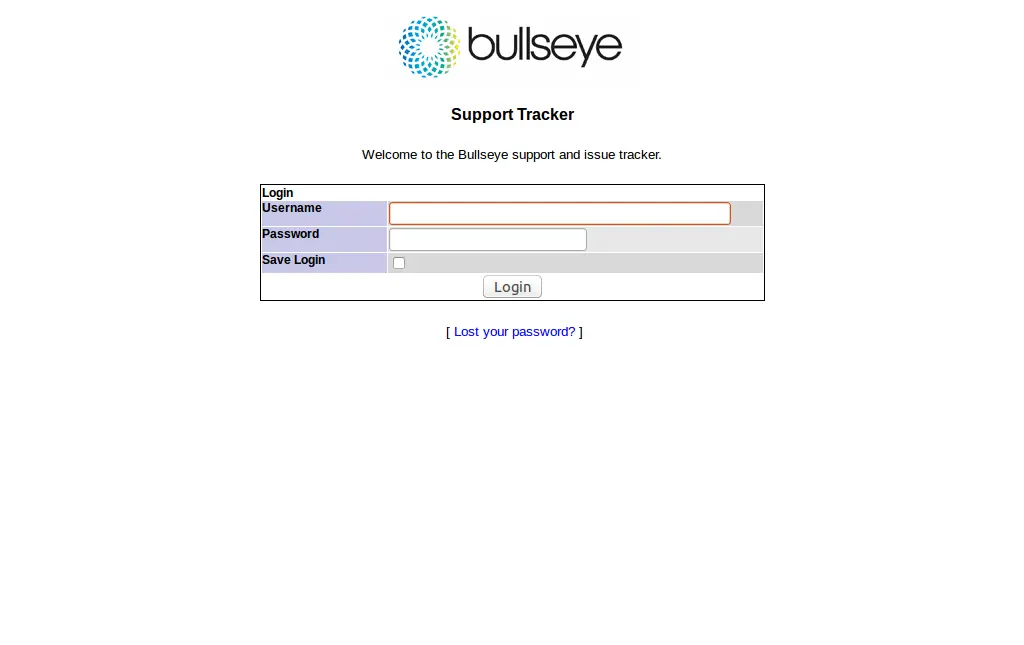 bullseye
Support Tracker
Welcome to the Bullseye support and issue tracker.
Login
Username
Password
Save Login
Login
[ Lost your password? ]